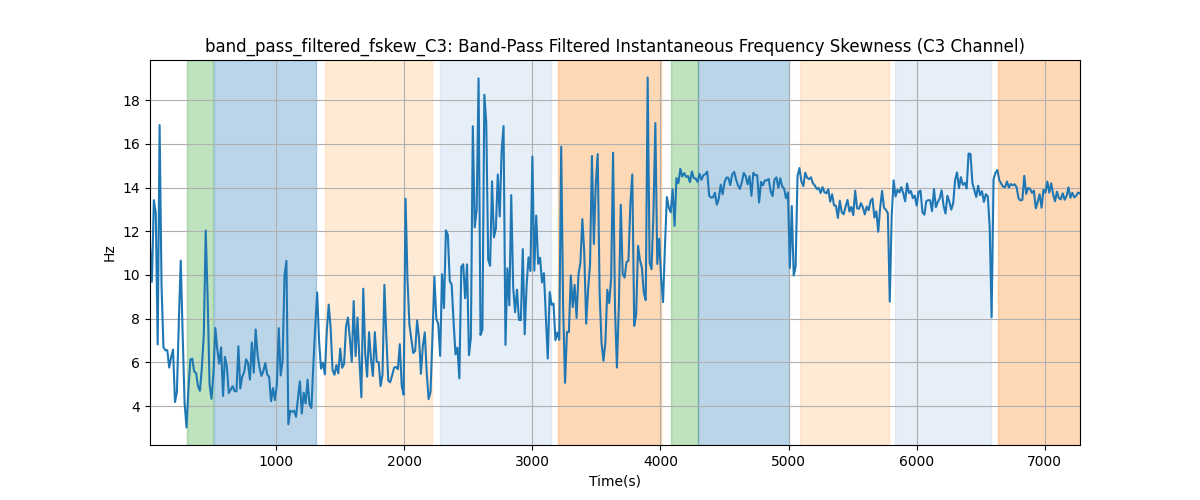 band_pass_filtered_fskew_C3: Band-Pass Filtered Instantaneous Frequency Skewness (C3 Channel)
18
16
14
12
10
8
6
4
Hz
1000 2000 3000 4000 5000 6000 7000
Time(s)